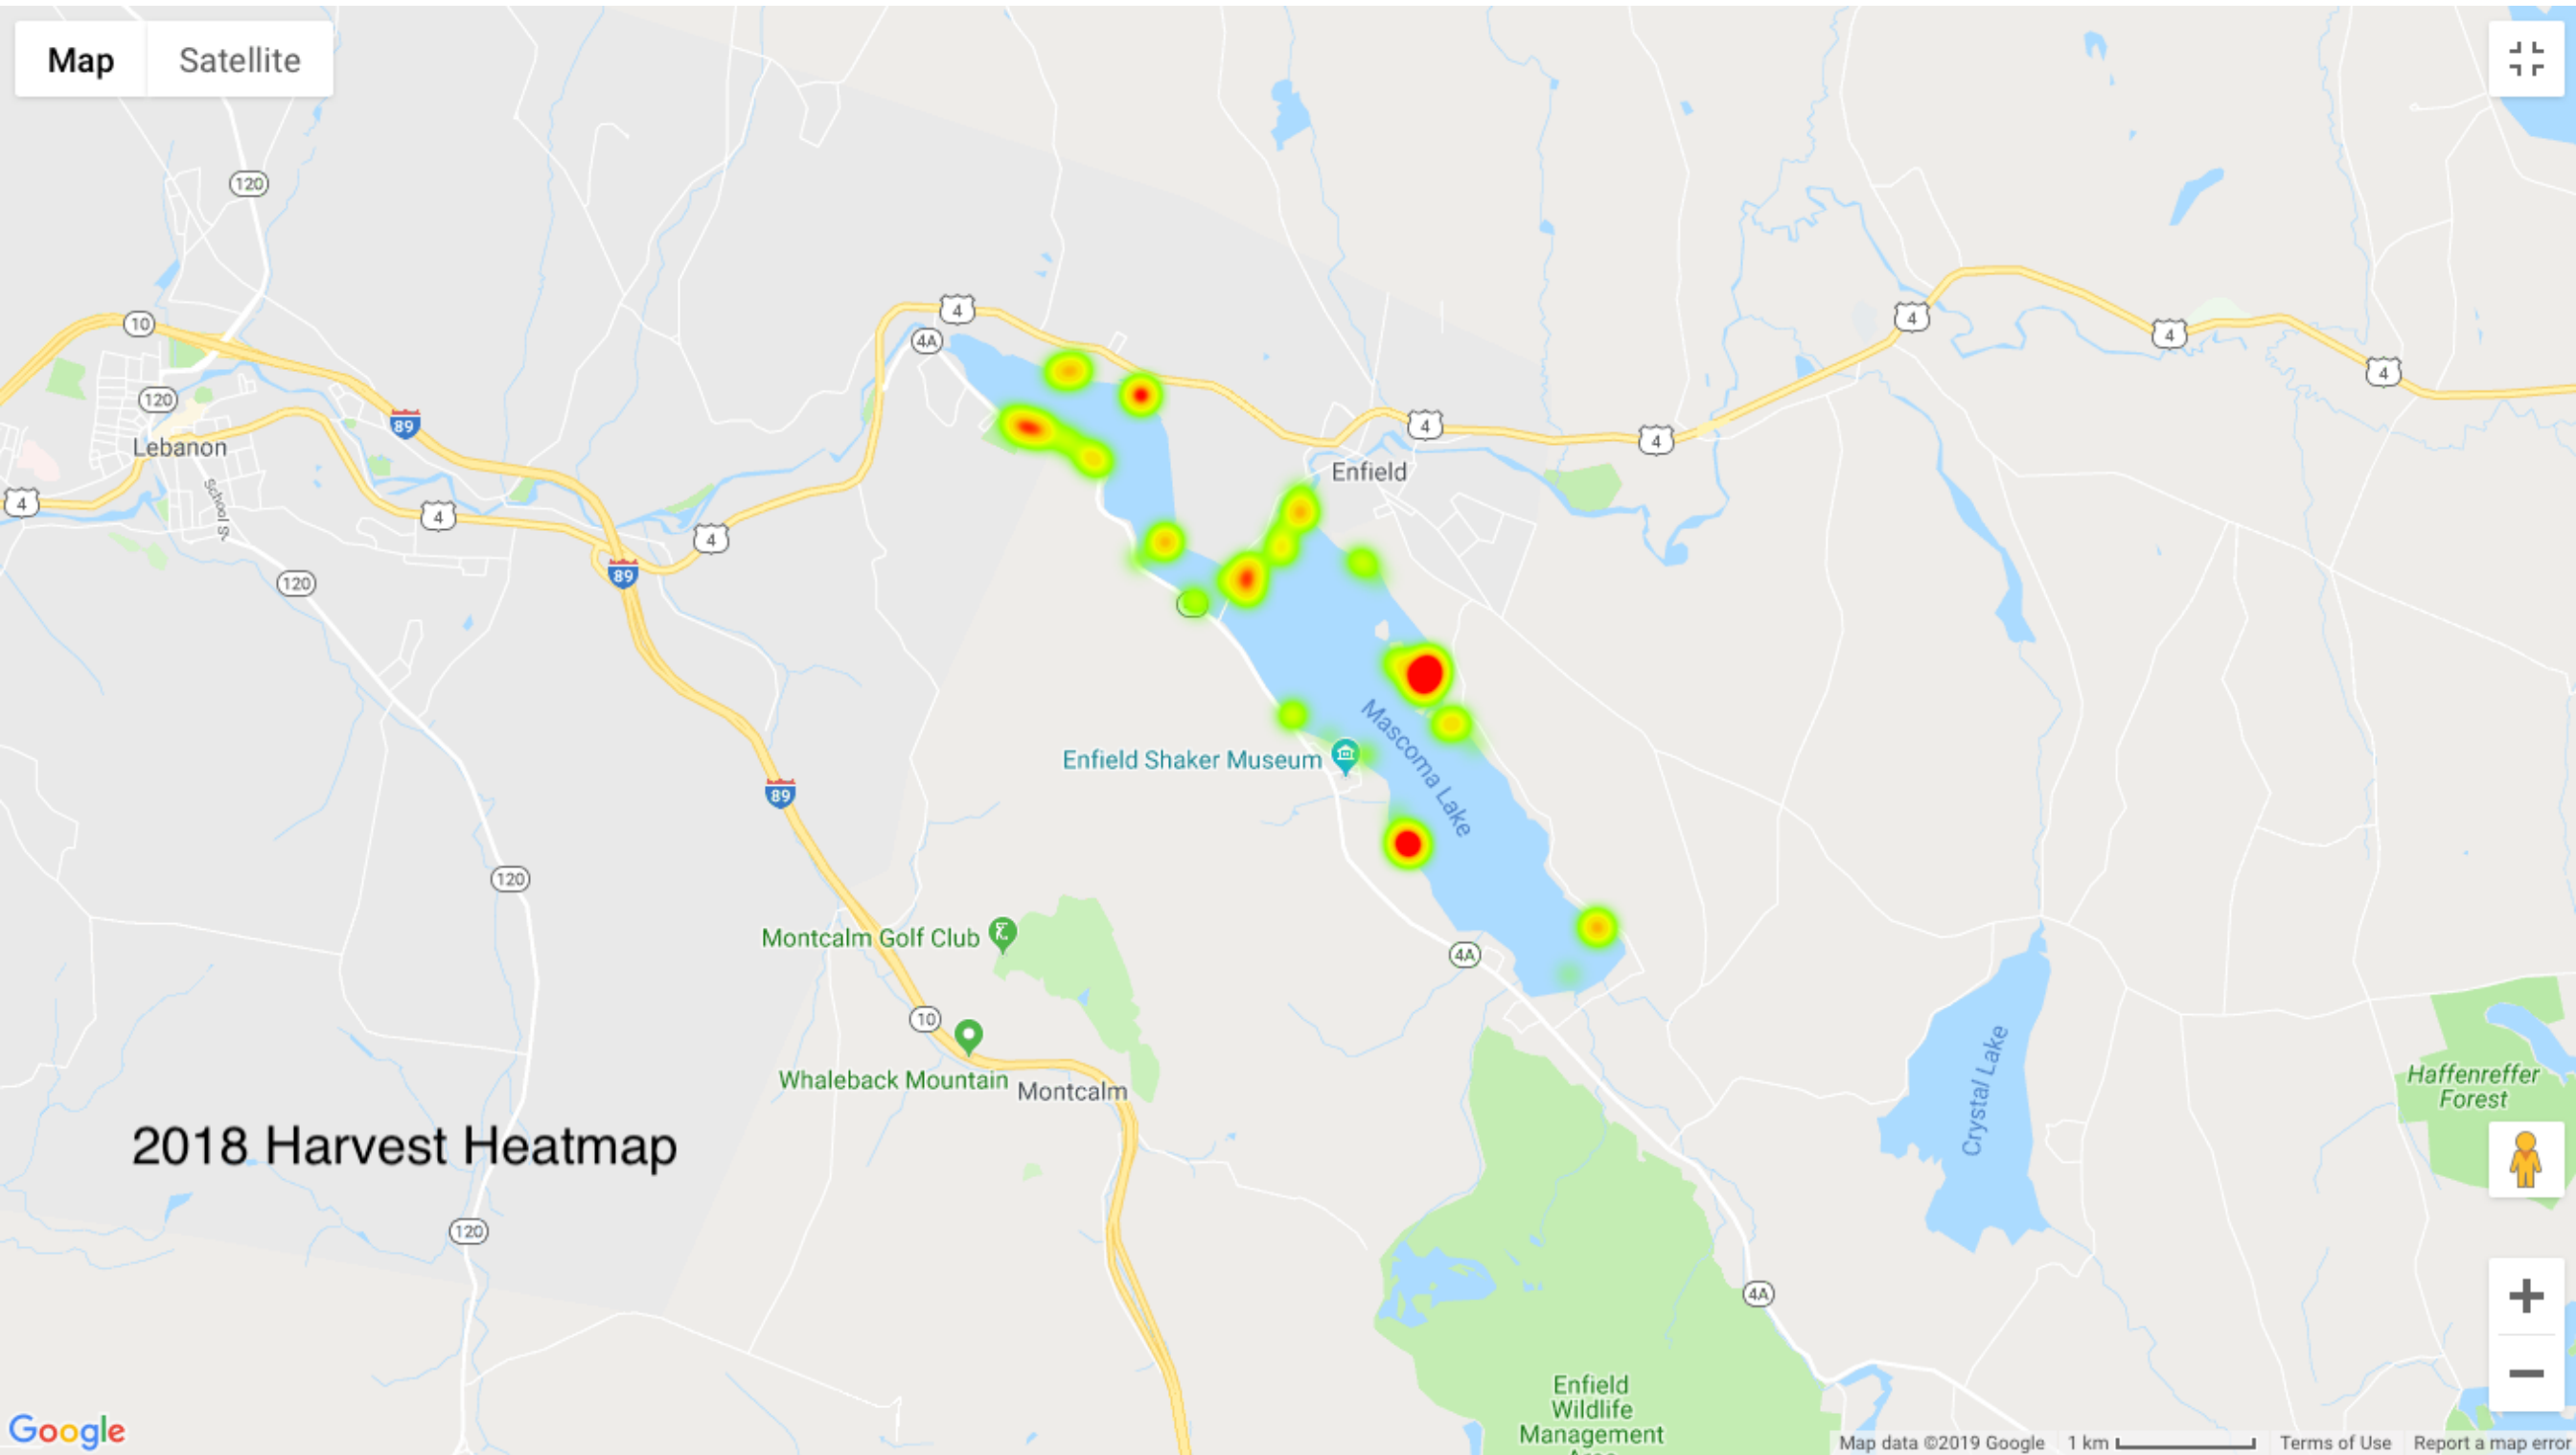 Map Satellite
120
4
10
4A
4
4
4
120
89
4
4
4
Lebanon
Enfield
4
School St
4
4
89
120
Mascoma Lake
Enfield Shaker Museum
89
120
Montcalm Golf Club
4A
10
Whaleback Mountain
Montcalm
Crystal Lake
Haffenreffer
Forest
2018 Harvest Heatmap
120
4A
Enfield
Wildlife
Management
Google
Map data ©2019 Google 1 km Terms of Use Report a map error